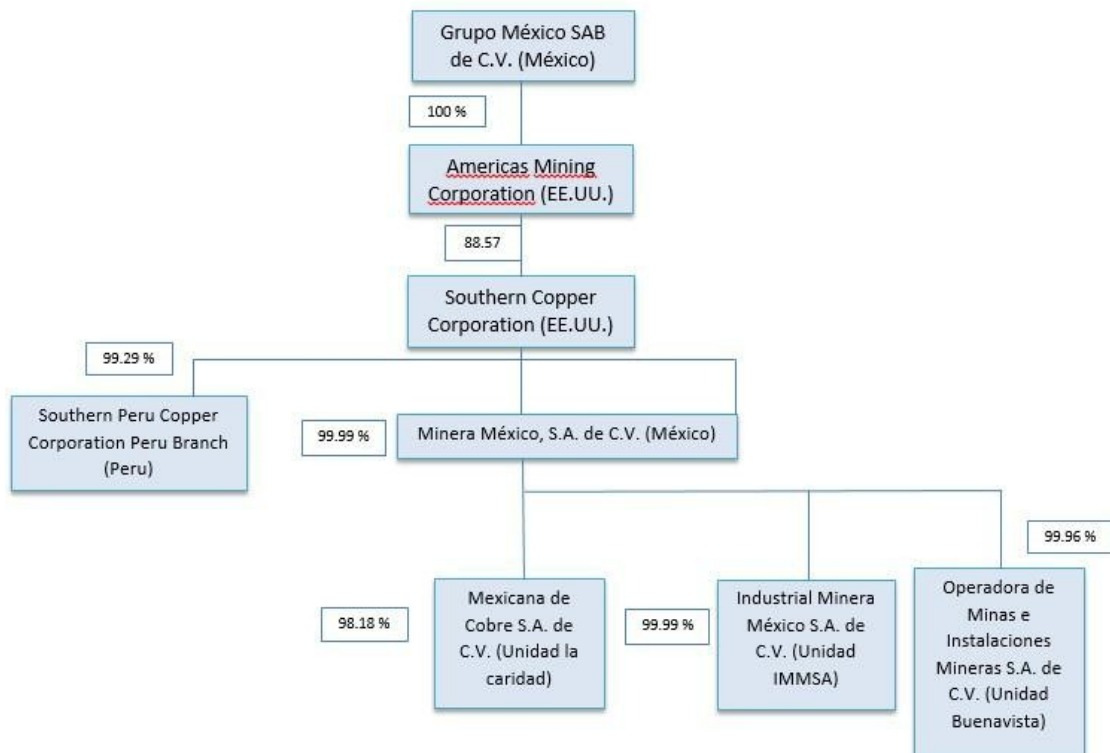 Grupo México SAB
de C.V. (México)
100 %
Americas Mining
Corporation (EE.UU.)
88.57
Southern Copper
Corporation (EE.UU.)
99.29 %
Southern Peru Copper
Corporation Peru Branch
(Peru)
99.99 %
Minera México, S.A. de C.V. (México)
98.18 %
Mexicana de
Cobre S.A. de
C.V. (Unidad la
caridad)
99.99 %
Industrial Minera
México S.A. de
C.V. (Unidad
IMMSA)
99.96 %
Operadora de
Minas e
Instalaciones
Mineras S.A. de
C.V. (Unidad
Buenavista)